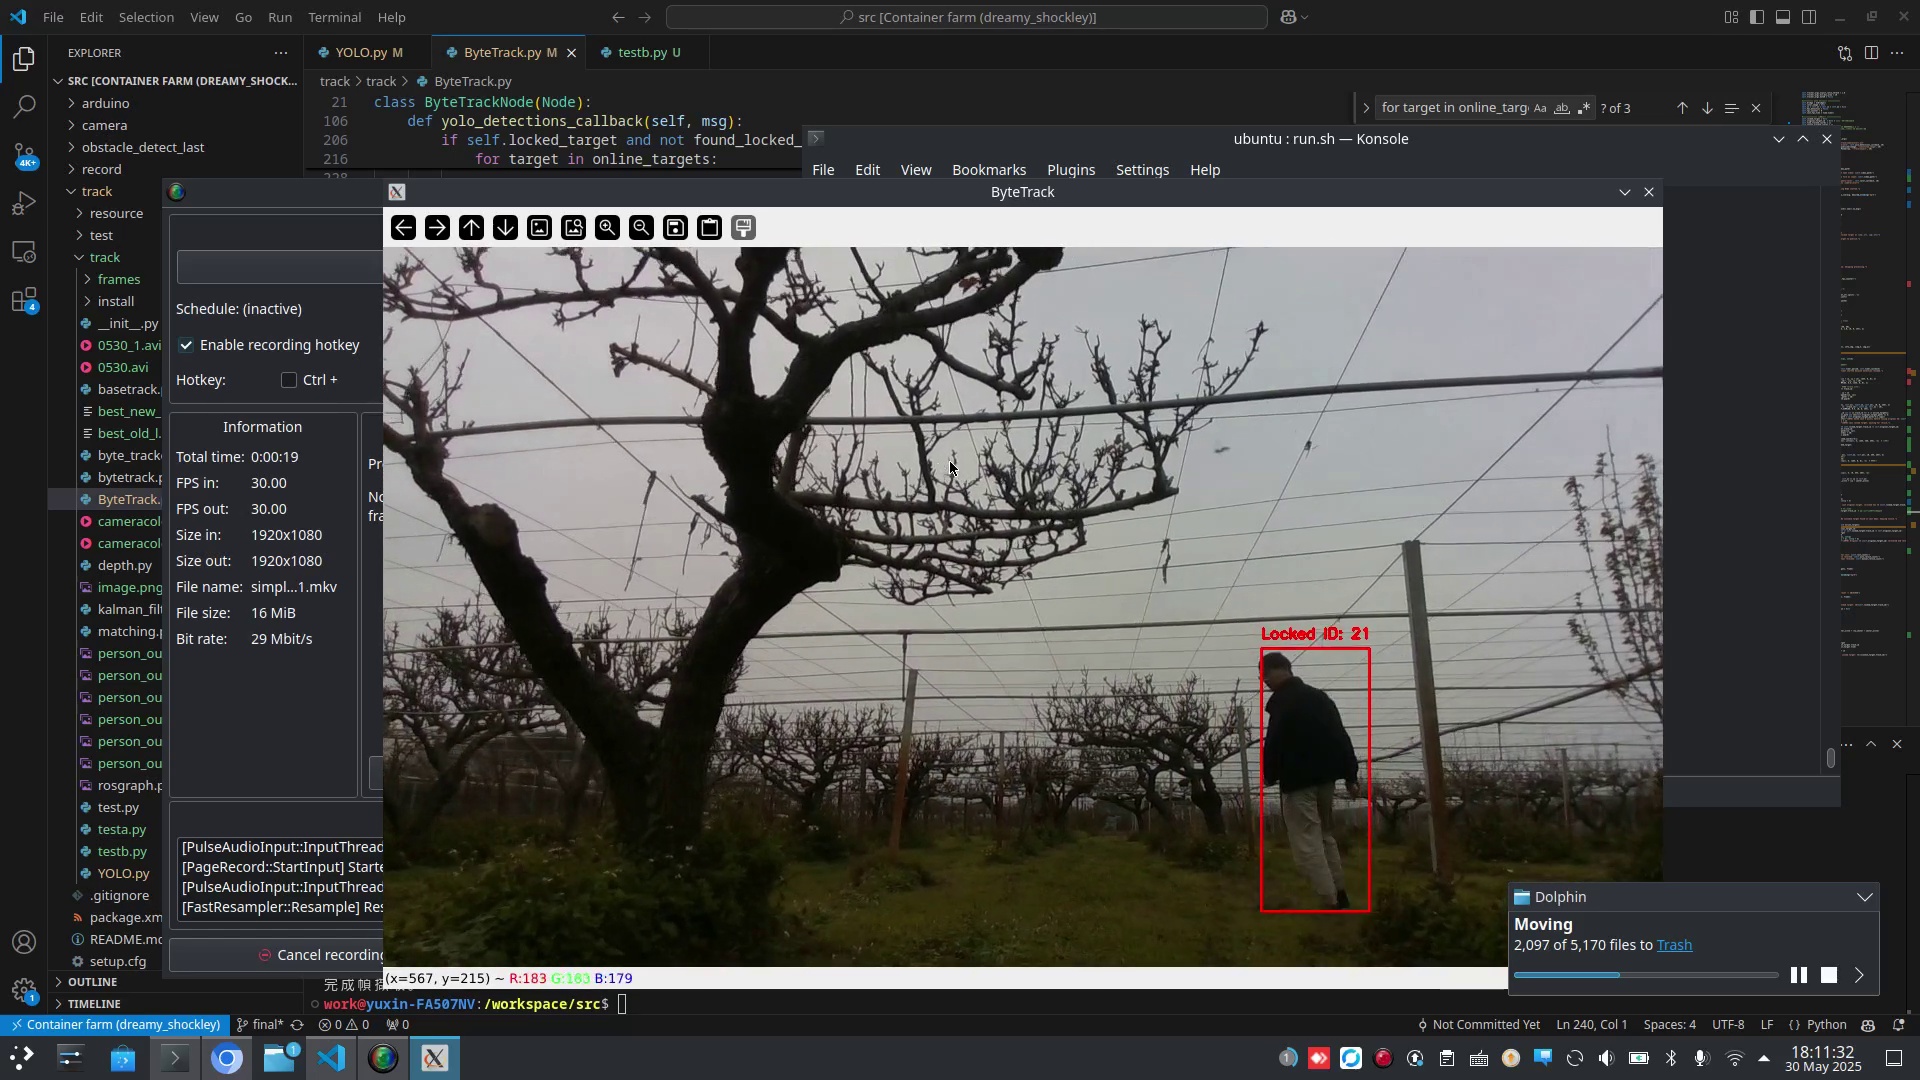 File Edit Selection View Go Run Terminal Help
src [Container farm (dreamy_shockley)]
EXPLORER
YOLO.py M
ByteTrack.py M
testb.py U
SRC [CONTAINER FARM (DREAMY_SHOCK...
track > track > ByteTrack.py
arduino
camera
obstacle_detect_last
record
track
resource
test
track
frames
install
__init__.py
0530_1.avi
0530.avi
basetrack.
best_new_
best_old_l.
byte_track
bytetrack.p
ByteTrack.
cameracol
cameracol
depth.py
image.png
kalman_fil
matching.p
person_ou
person_ou
person_ou
person_ou
person_ou
person_ou
rosgraph.p
test.py
testa.py
testb.py
YOLO.py
.gitignore
package.xm
README.md
setup.cfg
OUTLINE
TIMELINE
21 class ByteTrackNode(Node):
106 def yolo_detections_callback(self, msg):
206 if self.locked_target and not found_locked_
216 for target in online_targets:
for target in online_targ
Aa ab
? of 3
4K+
4
1
ubuntu : run.sh — Konsole
File Edit View Bookmarks Plugins Settings Help
Schedule: (inactive)
Enable recording hotkey
Hotkey: Ctrl +
Information
Total time: 0:00:19
FPS in: 30.00
FPS out: 30.00
Size in: 1920x1080
Size out: 1920x1080
File name: simpl...1.mkv
File size: 16 MiB
Bit rate: 29 Mbit/s
Pr
No
fra
[PulseAudioInput::InputThread
[PageRecord::StartInput] Starte
[PulseAudioInput::InputThread
[FastResampler::Resample] Res
Cancel recording
ByteTrack
Locked ID: 21
(x=567, y=215) ~ R:183 G:183 B:179
Dolphin
Moving
2,097 of 5,170 files to Trash
work@yuxin-FA507NV:/workspace/src$
Container farm (dreamy_shockley)
final*
0 0
0
Not Committed Yet
Ln 240, Col 1
Spaces: 4
UTF-8
LF
Python
1
1
18:11:32
30 May 2025